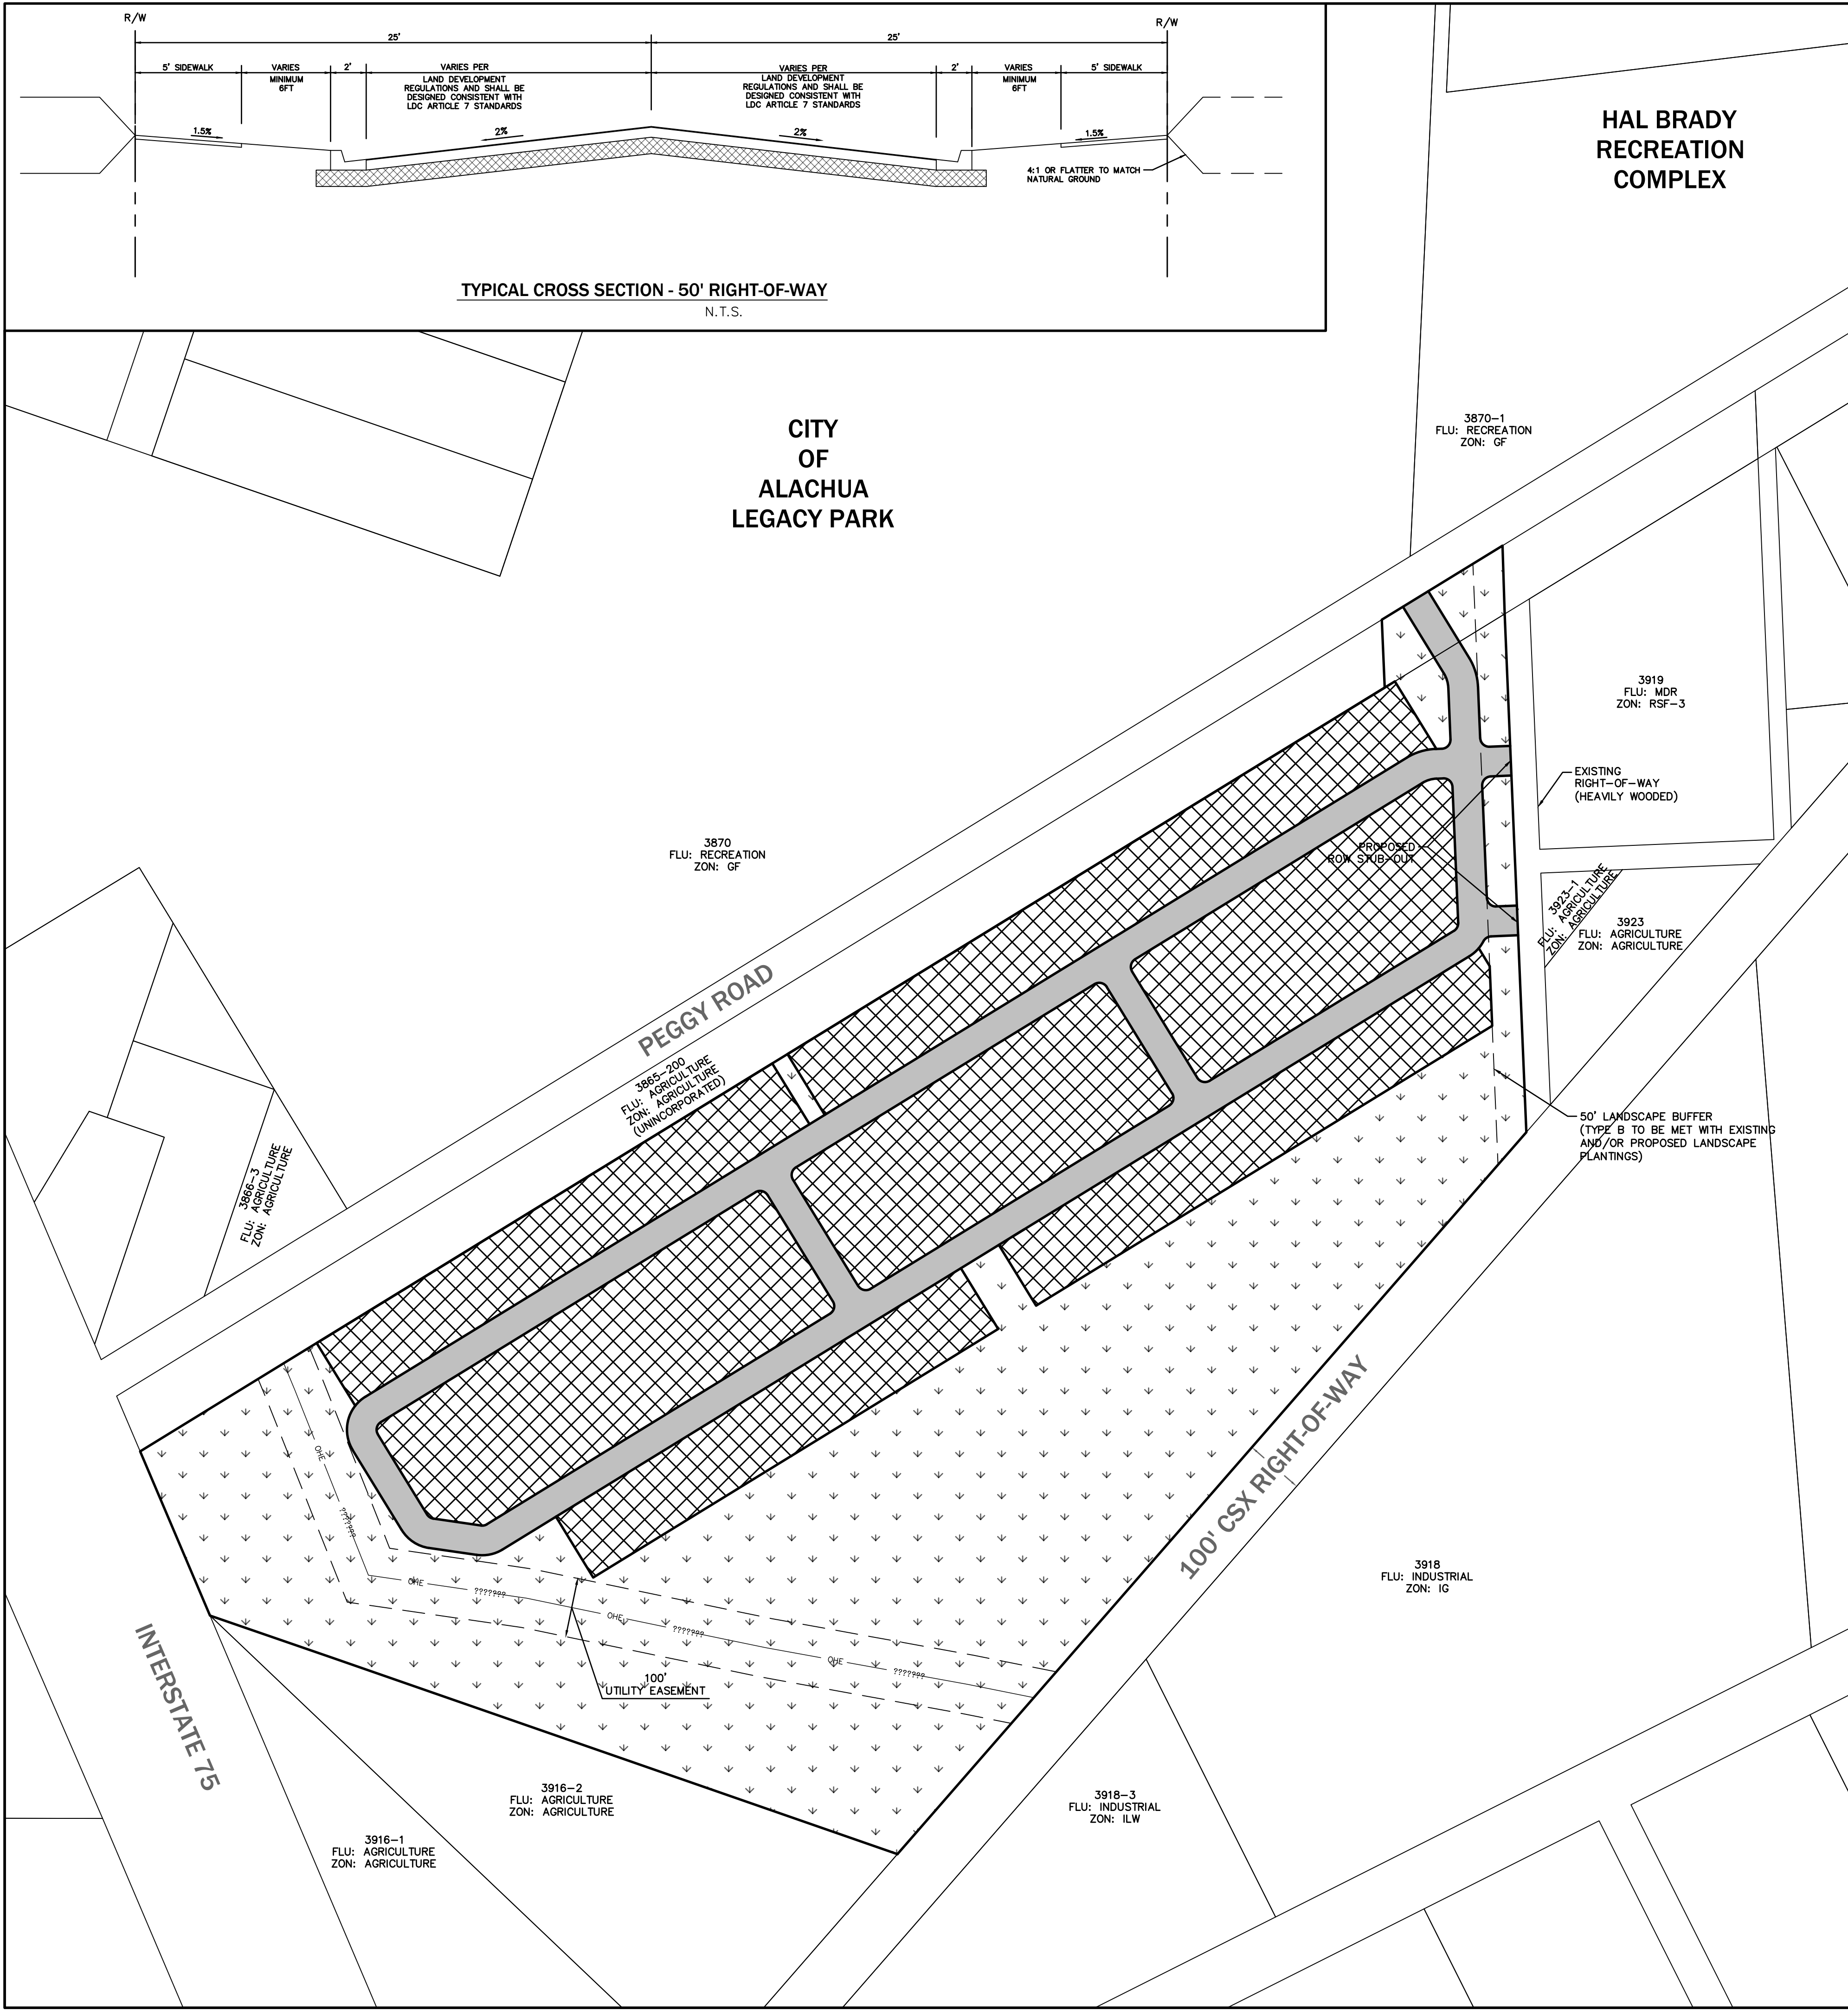 R/W
R/W
25'
25'
5' SIDEWALK
VARIES
MINIMUM
6FT
2'
VARIES PER
LAND DEVELOPMENT
REGULATIONS AND SHALL BE
DESIGNED CONSISTENT WITH
LDC ARTICLE 7 STANDARDS
VARIES PER
LAND DEVELOPMENT
REGULATIONS AND SHALL BE
DESIGNED CONSISTENT WITH
LDC ARTICLE 7 STANDARDS
2'
VARIES
MINIMUM
6FT
5' SIDEWALK
1.5%
2%
2%
1.5%
4:1 OR FLATTER TO MATCH
NATURAL GROUND
TYPICAL CROSS SECTION - 50' RIGHT-OF-WAY
N.T.S.
HAL BRADY
RECREATION
COMPLEX
CITY
OF
ALACHUA
LEGACY PARK
3870-1
FLU: RECREATION
ZON: GF
3919
FLU: MDR
ZON: RSF-3
EXISTING
RIGHT-OF-WAY
(HEAVILY WOODED)
3870
FLU: RECREATION
ZON: GF
PROPOSED
ROW STUB-OUT
3923-1
FLU: AGRICULTURE
ZON: AGRICULTURE
3923
FLU: AGRICULTURE
ZON: AGRICULTURE
PEGGY ROAD
3865-200
FLU: AGRICULTURE
ZON: AGRICULTURE
(UNINCORPORATED)
50' LANDSCAPE BUFFER
(TYPE B TO BE MET WITH EXISTING
AND/OR PROPOSED LANDSCAPE
PLANTINGS)
3866-3
FLU: AGRICULTURE
ZON: AGRICULTURE
100' CSX RIGHT-OF-WAY
OHE
???????
OHE
???????
OHE
???????
OHE
???????
3918
FLU: INDUSTRIAL
ZON: IG
100'
UTILITY EASEMENT
INTERSTATE 75
3916-2
FLU: AGRICULTURE
ZON: AGRICULTURE
3918-3
FLU: INDUSTRIAL
ZON: ILW
3916-1
FLU: AGRICULTURE
ZON: AGRICULTURE